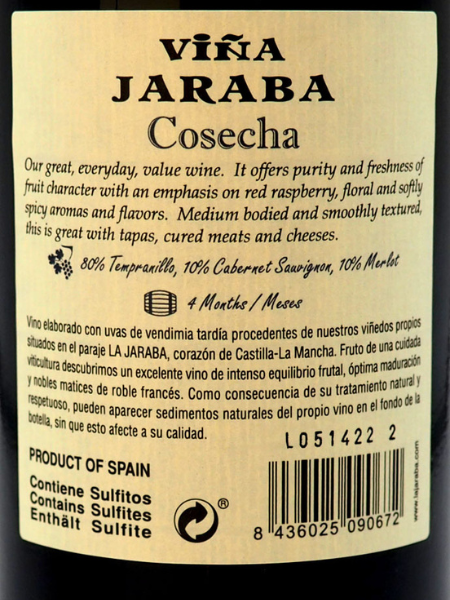 VIÑA
JARABA
Cosecha
Our great, everyday, value wine. It offers purity and freshness of
fruit character with an emphasis on red raspberry, floral and softly
spicy aromas and flavors. Medium bodied and smoothly textured,
this is great with tapas, cured meats and cheeses.
80% Tempranillo, 10% Cabernet Sauvignon, 10% Merlot
4 Months / Meses
Vino elaborado con uvas de vendimia tardía procedentes de nuestros viñedos propios
situados en el paraje LA JARABA, corazón de Castilla-La Mancha. Fruto de una cuidada
viticultura descubrimos un excelente vino de intenso equilibrio frutal, óptima maduración
y nobles matices de roble francés. Como consecuencia de su tratamiento natural y
respetuoso, pueden aparecer sedimentos naturales del propio vino en el fondo de la
botella, sin que esto afecte a su calidad.
L051422 2
PRODUCT OF SPAIN
Contiene Sulfitos
Contains Sulfites
Enthält Sulfite
®
8 436025 090672
www.lajaraba.com